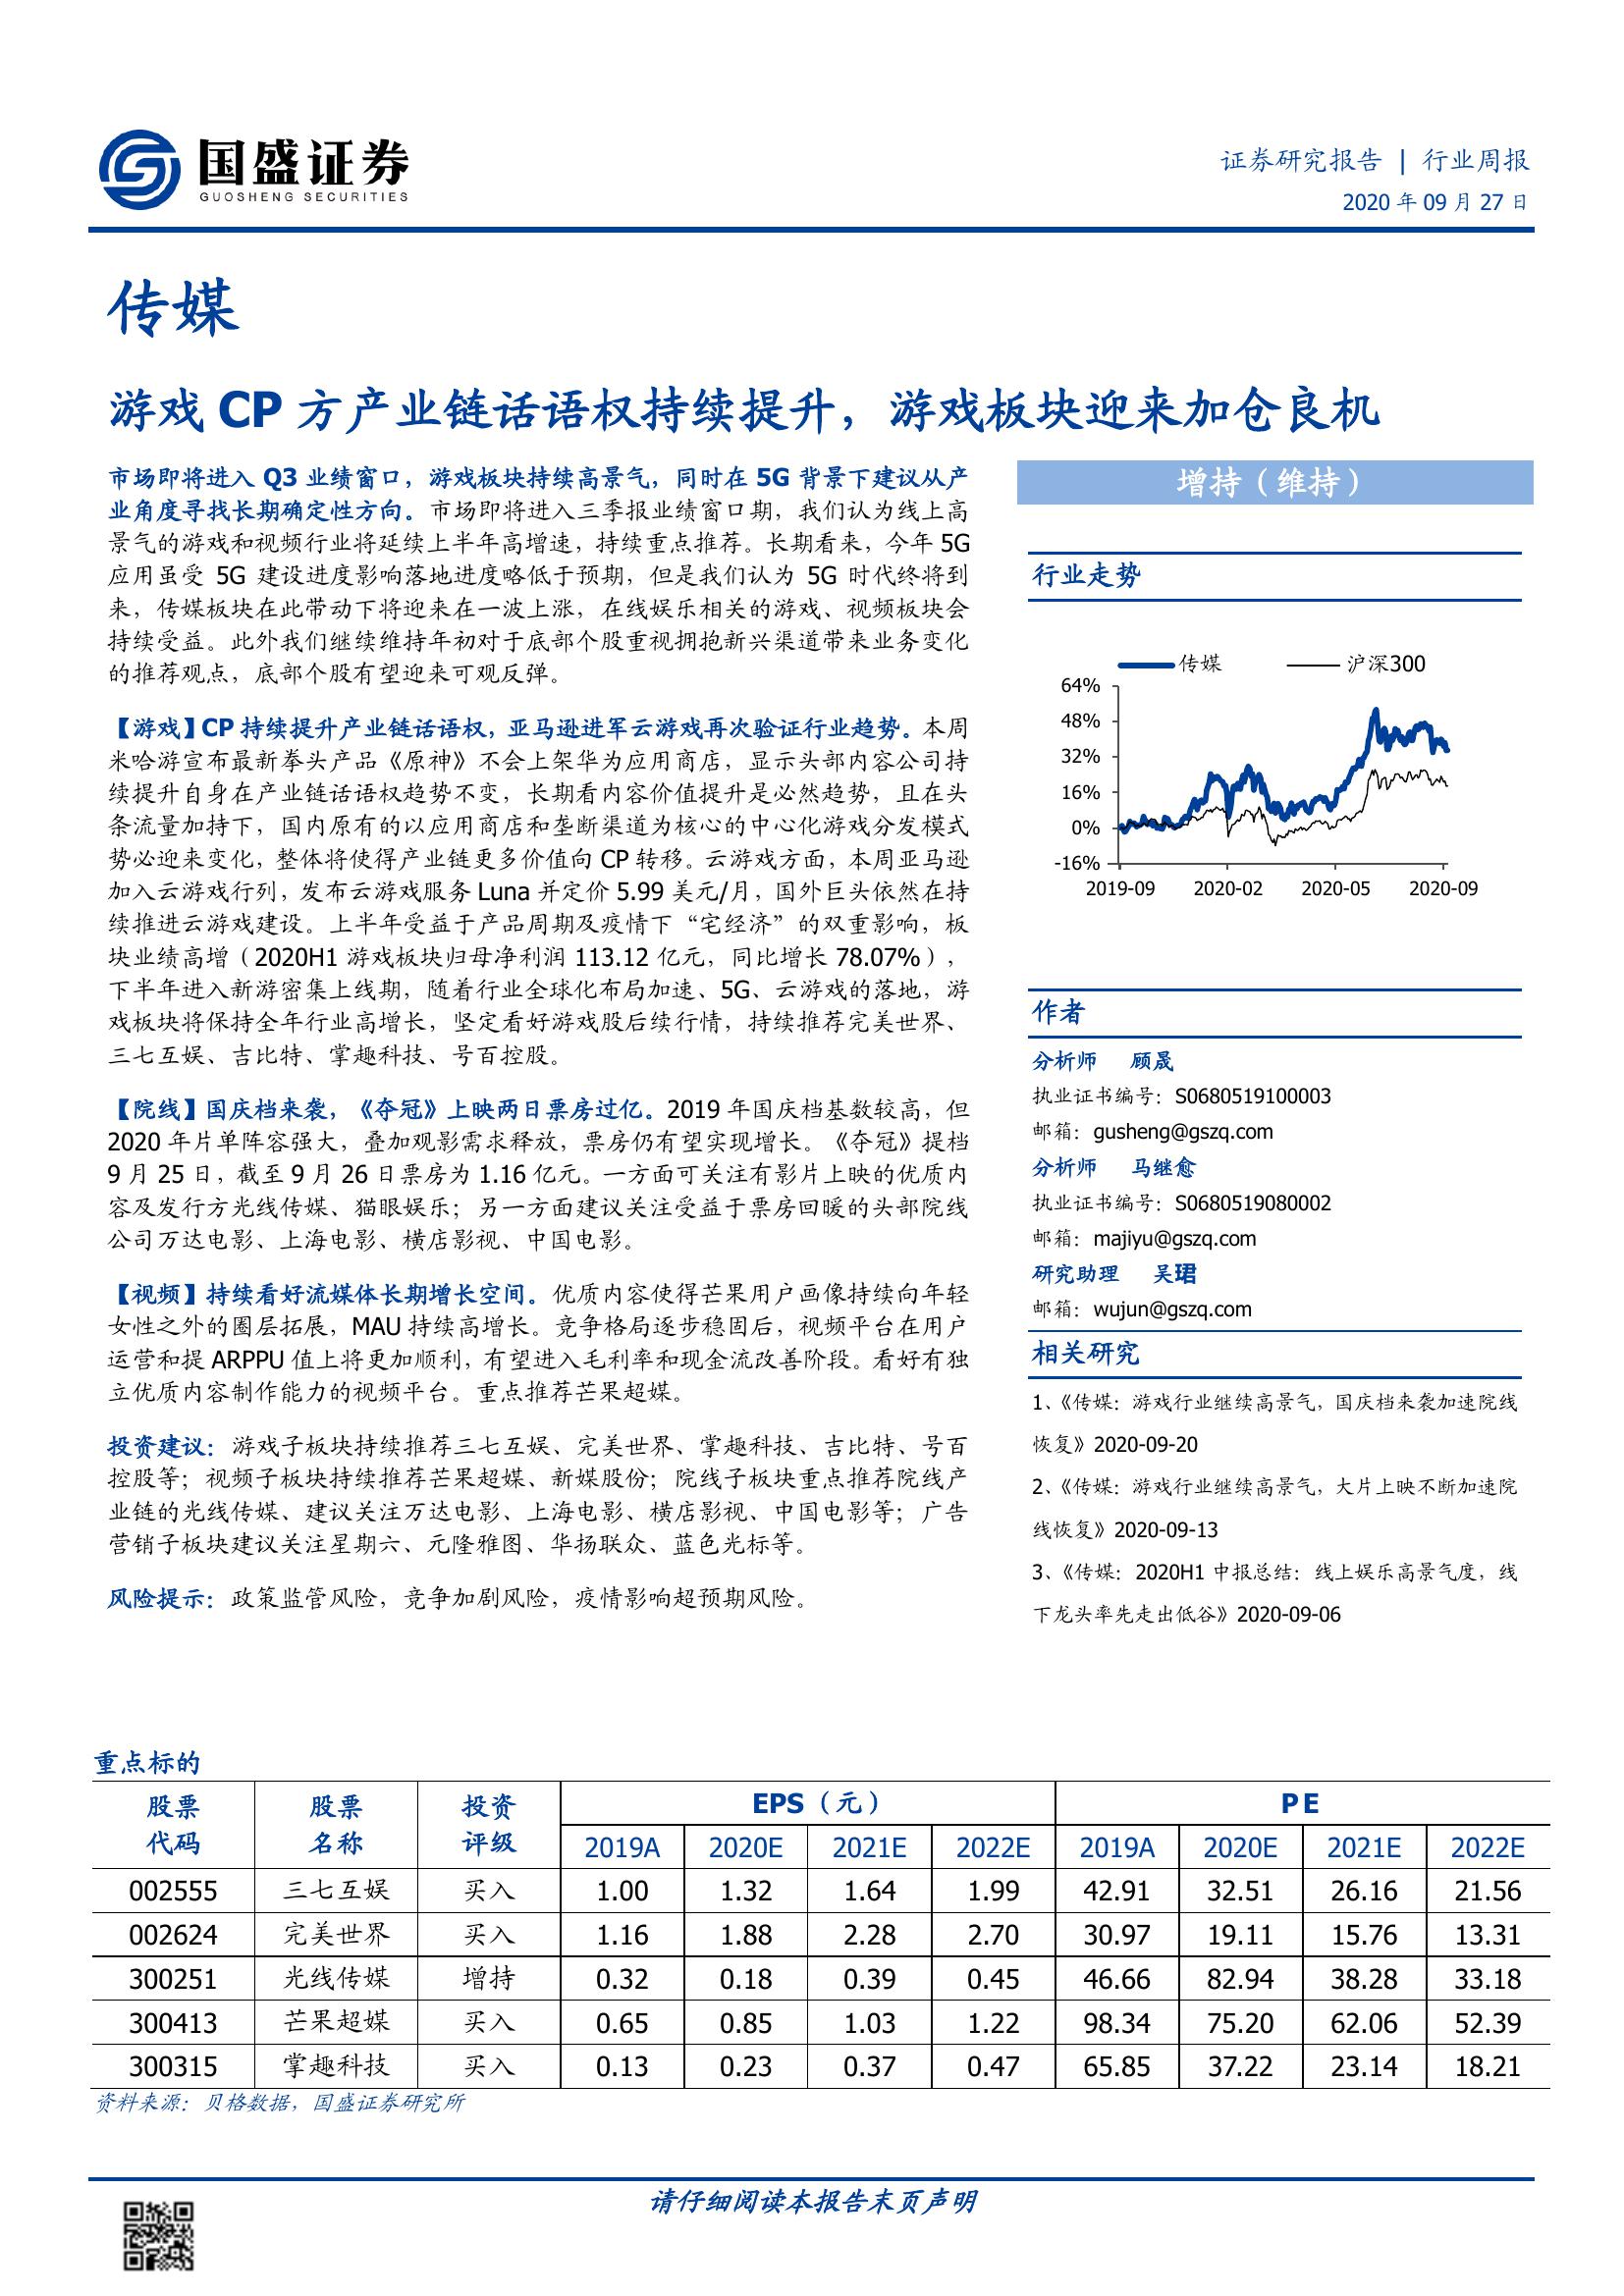 国盛证券
GUOSHENG SECURITIES
证券研究报告 | 行业周报
2020 年 09 月 27 日
传媒
游戏 CP 方产业链话语权持续提升，游戏板块迎来加仓良机
市场即将进入 Q3 业绩窗口，游戏板块持续高景气，同时在 5G 背景下建议从产
业角度寻找长期确定性方向。市场即将进入三季报业绩窗口期，我们认为线上高
景气的游戏和视频行业将延续上半年高增速，持续重点推荐。长期看来，今年 5G
应用虽受 5G 建设进度影响落地进度略低于预期，但是我们认为 5G 时代终将到
来，传媒板块在此带动下将迎来在一波上涨，在线娱乐相关的游戏、视频板块会
持续受益。此外我们继续维持年初对于底部个股重视拥抱新兴渠道带来业务变化
的推荐观点，底部个股有望迎来可观反弹。
【游戏】CP 持续提升产业链话语权，亚马逊进军云游戏再次验证行业趋势。本周
米哈游宣布最新拳头产品《原神》不会上架华为应用商店，显示头部内容公司持
续提升自身在产业链话语权趋势不变，长期看内容价值提升是必然趋势，且在头
条流量加持下，国内原有的以应用商店和垄断渠道为核心的中心化游戏分发模式
势必迎来变化，整体将使得产业链更多价值向 CP 转移。云游戏方面，本周亚马逊
加入云游戏行列，发布云游戏服务 Luna 并定价 5.99 美元/月，国外巨头依然在持
续推进云游戏建设。上半年受益于产品周期及疫情下“宅经济”的双重影响，板
块业绩高增（2020H1 游戏板块归母净利润 113.12 亿元，同比增长 78.07%），
下半年进入新游密集上线期，随着行业全球化布局加速、5G、云游戏的落地，游
戏板块将保持全年行业高增长，坚定看好游戏股后续行情，持续推荐完美世界、
三七互娱、吉比特、掌趣科技、号百控股。
【院线】国庆档来袭，《夺冠》上映两日票房过亿。2019 年国庆档基数较高，但
2020 年片单阵容强大，叠加观影需求释放，票房仍有望实现增长。《夺冠》提档
9 月 25 日，截至 9 月 26 日票房为 1.16 亿元。一方面可关注有影片上映的优质内
容及发行方光线传媒、猫眼娱乐；另一方面建议关注受益于票房回暖的头部院线
公司万达电影、上海电影、横店影视、中国电影。
【视频】持续看好流媒体长期增长空间。优质内容使得芒果用户画像持续向年轻
女性之外的圈层拓展，MAU 持续高增长。竞争格局逐步稳固后，视频平台在用户
运营和提 ARPPU 值上将更加顺利，有望进入毛利率和现金流改善阶段。看好有独
立优质内容制作能力的视频平台。重点推荐芒果超媒。
投资建议：游戏子板块持续推荐三七互娱、完美世界、掌趣科技、吉比特、号百
控股等；视频子板块持续推荐芒果超媒、新媒股份；院线子板块重点推荐院线产
业链的光线传媒、建议关注万达电影、上海电影、横店影视、中国电影等；广告
营销子板块建议关注星期六、元隆雅图、华扬联众、蓝色光标等。
风险提示：政策监管风险，竞争加剧风险，疫情影响超预期风险。
增持（维持）
行业走势
传媒 沪深300
64%
48%
32%
16%
0%
-16%
2019-09 2020-02 2020-05 2020-09
作者
分析师 顾晟
执业证书编号：S0680519100003
邮箱：gusheng@gszq.com
分析师 马继愈
执业证书编号：S0680519080002
邮箱：majiyu@gszq.com
研究助理 吴珺
邮箱：wujun@gszq.com
相关研究
1、《传媒：游戏行业继续高景气，国庆档来袭加速院线
恢复》2020-09-20
2、《传媒：游戏行业继续高景气，大片上映不断加速院
线恢复》2020-09-13
3、《传媒：2020H1 中报总结：线上娱乐高景气度，线
下龙头率先走出低谷》2020-09-06
重点标的
股票 股票 投资 EPS（元） P E
代码 名称 评级 2019A 2020E 2021E 2022E 2019A 2020E 2021E 2022E
002555 三七互娱 买入 1.00 1.32 1.64 1.99 42.91 32.51 26.16 21.56
002624 完美世界 买入 1.16 1.88 2.28 2.70 30.97 19.11 15.76 13.31
300251 光线传媒 增持 0.32 0.18 0.39 0.45 46.66 82.94 38.28 33.18
300413 芒果超媒 买入 0.65 0.85 1.03 1.22 98.34 75.20 62.06 52.39
300315 掌趣科技 买入 0.13 0.23 0.37 0.47 65.85 37.22 23.14 18.21
资料来源：贝格数据，国盛证券研究所
请仔细阅读本报告末页声明